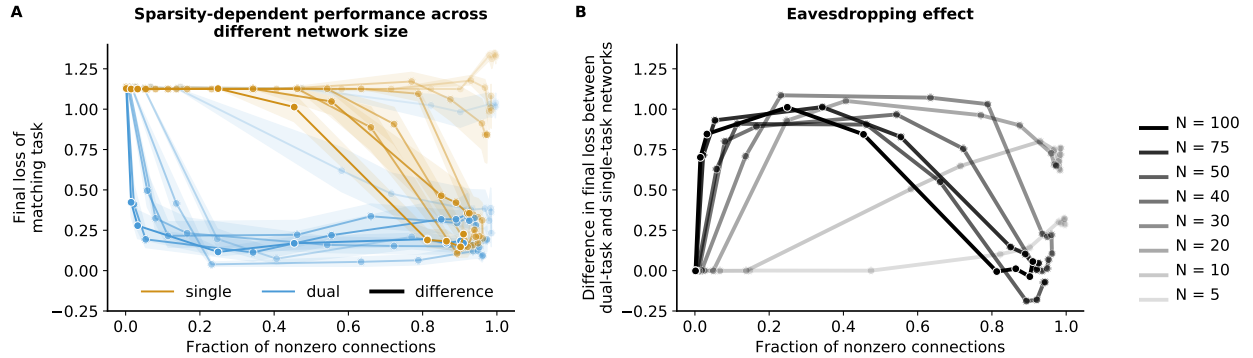 A
Sparsity-dependent performance across
different network size
Final loss of
matching task
1.25
1.00
0.75
0.50
0.25
0.00
−0.25
0.0
0.2
0.4
0.6
0.8
1.0
Fraction of nonzero connections
single
dual
difference
B
Eavesdropping effect
Difference in final loss between
dual-task and single-task networks
1.25
1.00
0.75
0.50
0.25
0.00
−0.25
0.0
0.2
0.4
0.6
0.8
1.0
Fraction of nonzero connections
N = 100
N = 75
N = 50
N = 40
N = 30
N = 20
N = 10
N = 5